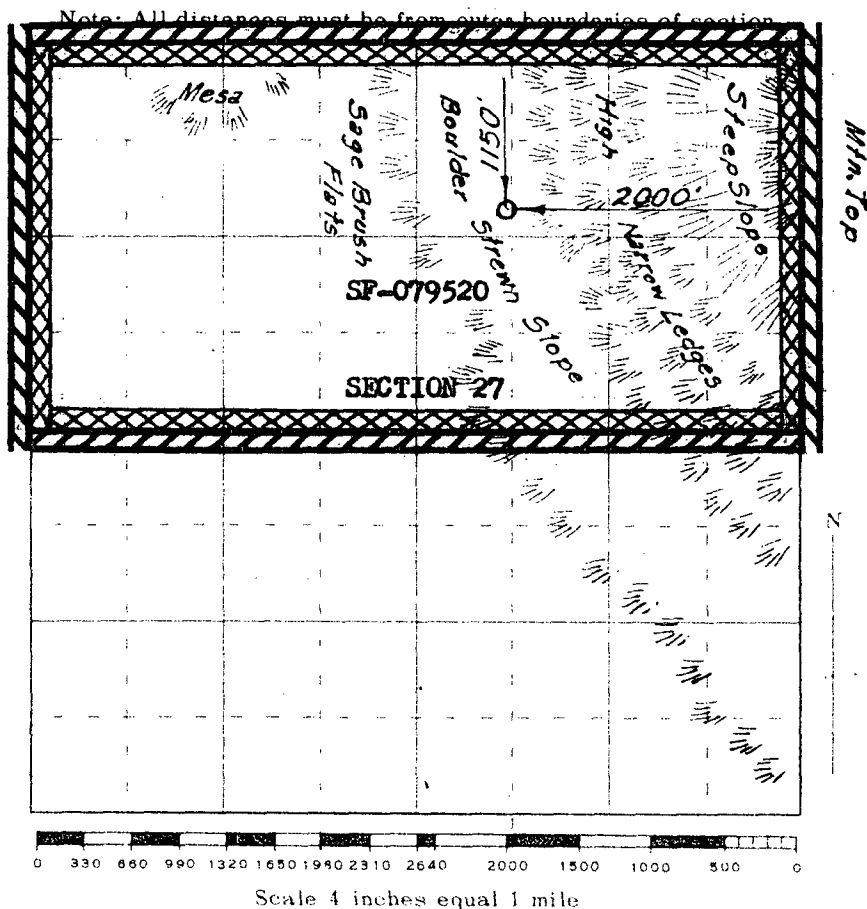 Note: All distances must be from outer boundaries of section
Mesa
Sage Brush
Flats
Boulder Strewn Slope
1150'
High
Narrow Ledges
Steep Slope
2000'
Mtn. Top
SF-079520
SECTION 27
0 330 660 990 1320 1650 1980 2310 2640 2000 1500 1000 500 0
Scale 4 inches equal 1 mile